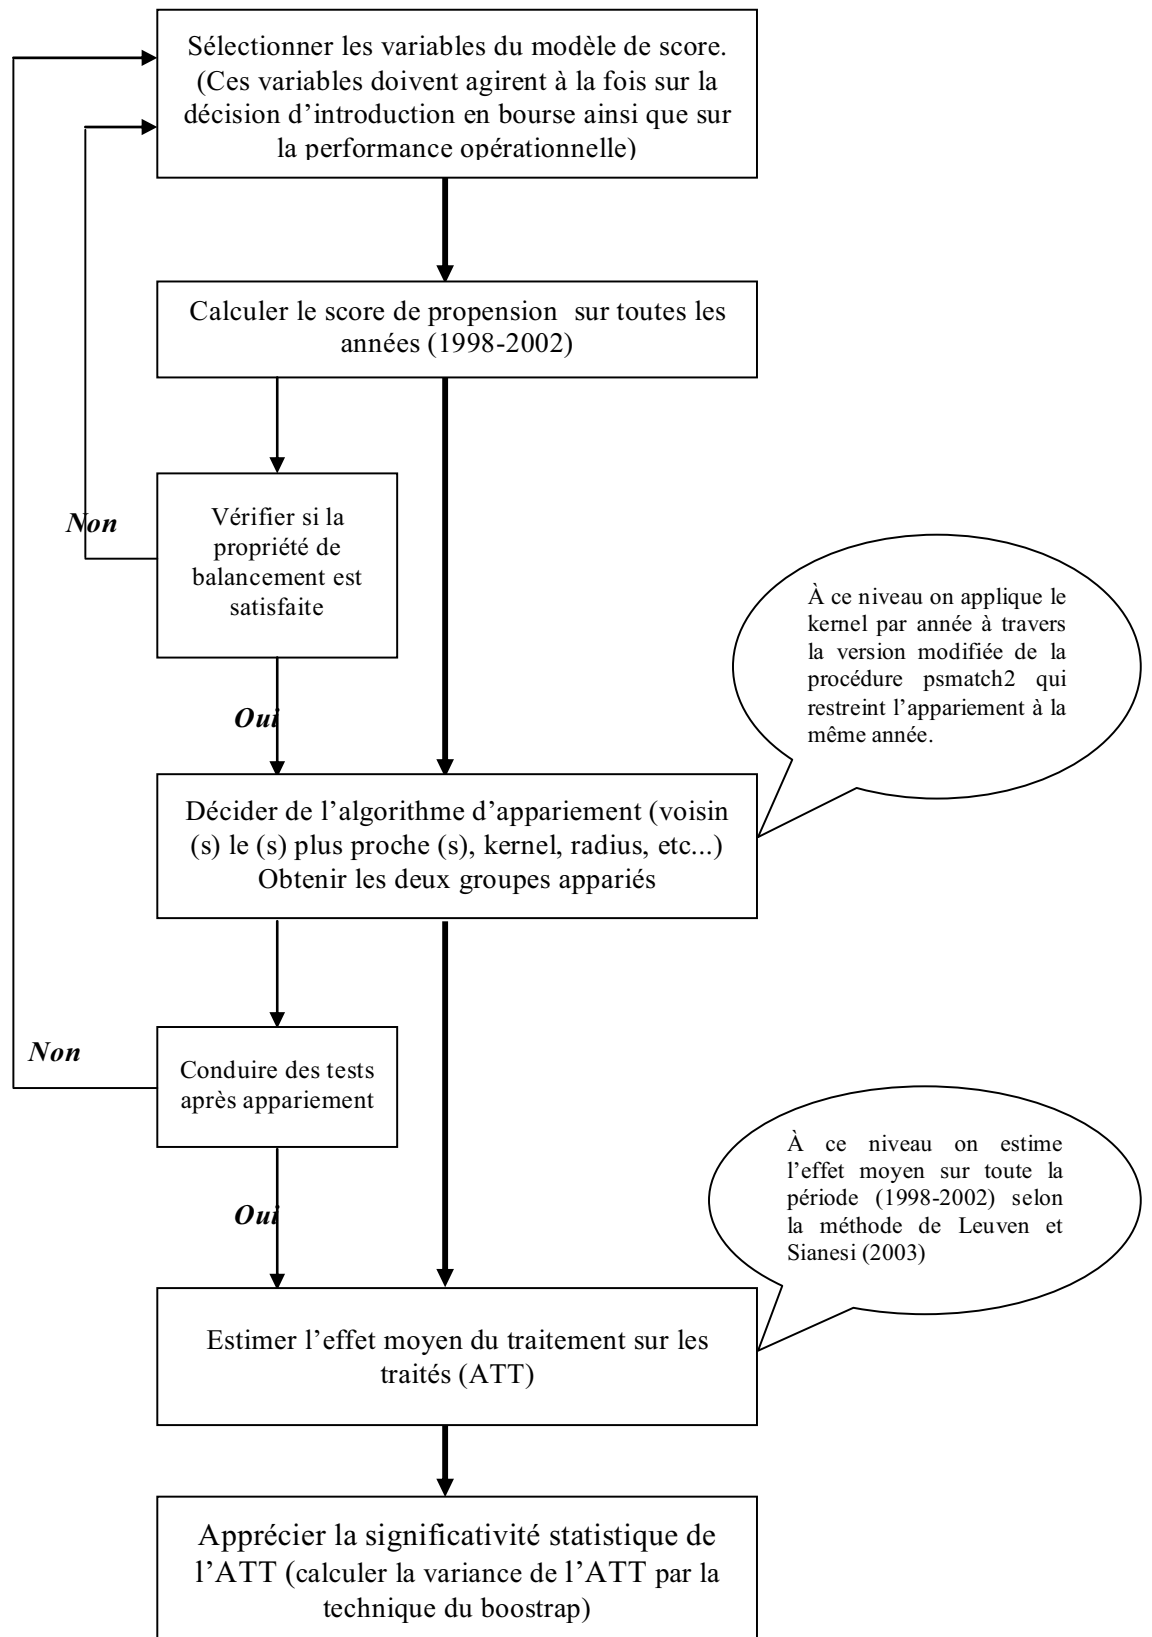 Sélectionner les variables du modèle de score.
(Ces variables doivent agirent à la fois sur la
décision d'introduction en bourse ainsi que sur
la performance opérationnelle)
Calculer le score de propension sur toutes les
années (1998-2002)
Non
Vérifier si la
propriété de
balancement est
satisfaite
Oui
À ce niveau on applique le
kernel par année à travers
la version modifiée de la
procédure psmatch2 qui
restreint l'appariement à la
même année.
Décider de l'algorithme d'appariement (voisin
(s) le (s) plus proche (s), kernel, radius, etc...)
Obtenir les deux groupes appariés
Non
Conduire des tests
après appariement
Oui
À ce niveau on estime
l'effet moyen sur toute la
période (1998-2002) selon
la méthode de Leuven et
Sianesi (2003)
Estimer l'effet moyen du traitement sur les
traités (ATT)
Apprécier la significativité statistique de
l'ATT (calculer la variance de l'ATT par la
technique du boostrap)